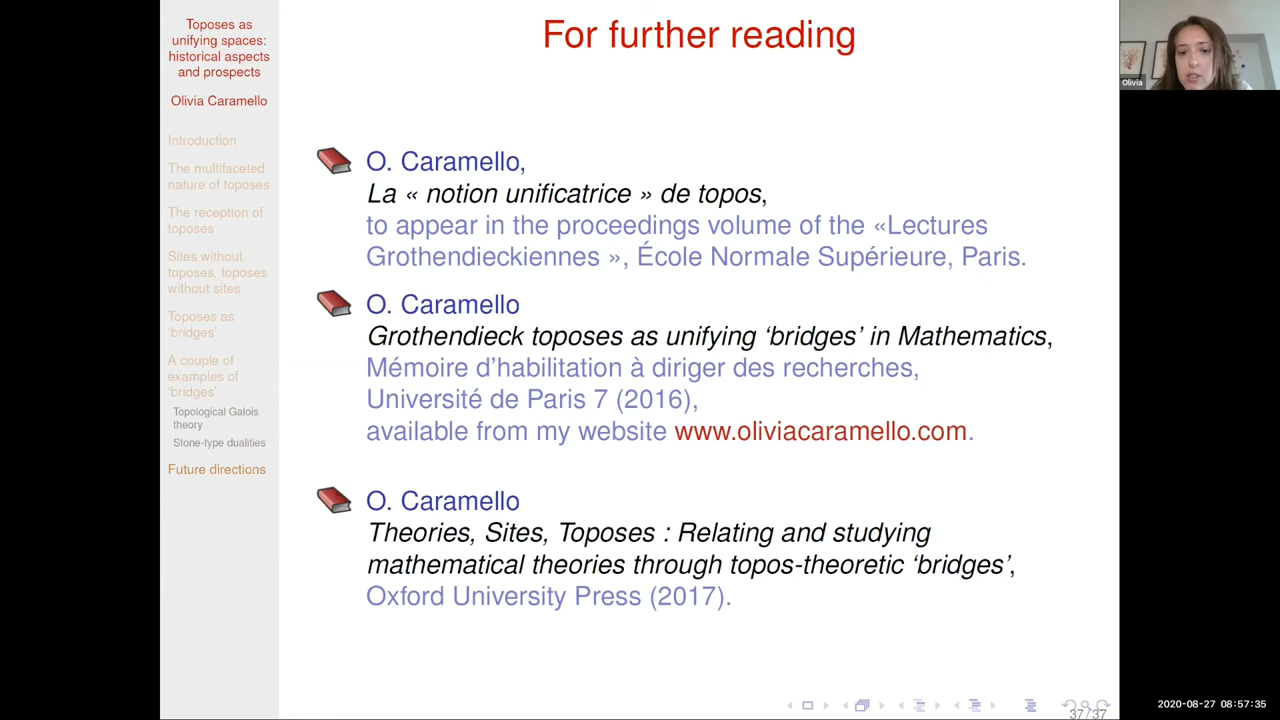 Toposes as
unifying spaces:
historical aspects
and prospects
Olivia Caramello
Introduction
The multifaceted
nature of toposes
The reception of
toposes
Sites without
toposes, toposes
without sites
Toposes as
‘bridges’
A couple of
examples of
‘bridges’
Topological Galois
theory
Stone-type dualities
Future directions
For further reading
O. Caramello,
La « notion unificatrice » de topos,
to appear in the proceedings volume of the «Lectures
Grothendieckiennes », École Normale Supérieure, Paris.
O. Caramello
Grothendieck toposes as unifying ‘bridges’ in Mathematics,
Mémoire d’habilitation à diriger des recherches,
Université de Paris 7 (2016),
available from my website www.oliviacaramello.com.
O. Caramello
Theories, Sites, Toposes : Relating and studying
mathematical theories through topos-theoretic ‘bridges’,
Oxford University Press (2017).
37/37
Olivia
2020-08-27 08:57:35